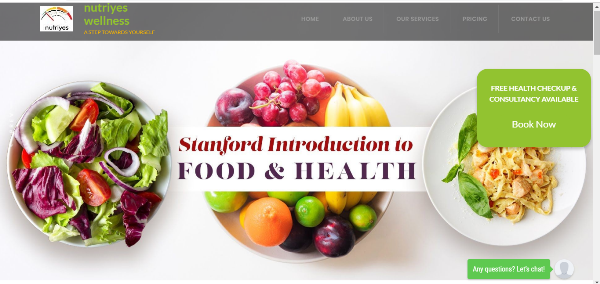 nutriyes
nutriyes
wellness
A STEP TOWARDS YOURSELF
HOME
ABOUT US
OUR SERVICES
PRICING
CONTACT US
FREE HEALTH CHECKUP &
CONSULTANCY AVAILABLE
Book Now
Stanford Introduction to
FOOD & HEALTH
Any questions? Let's chat!